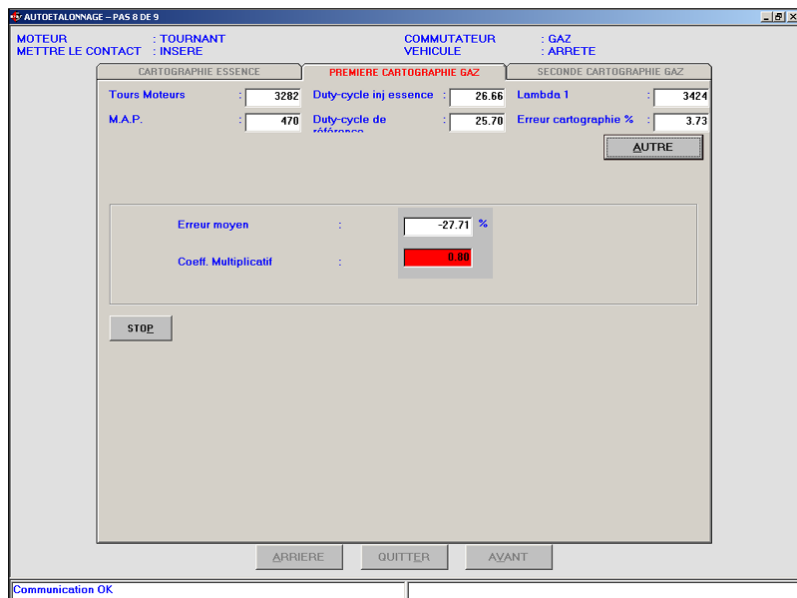 AUTOETALONNAGE - PAS 8 DE 9
MOTEUR : TOURNANT COMMUTATEUR : GAZ
METTRE LE CONTACT : INSERE VEHICULE : ARRETE
CARTOGRAPHIE ESSENCE PREMIERE CARTOGRAPHIE GAZ SECONDE CARTOGRAPHIE GAZ
Tours Moteurs : 3282 Duty-cycle inj essence : 26.66 Lambda 1 : 3424
M.A.P. : 470 Duty-cycle de référence : 25.70 Erreur cartographie % : 3.73
AUTRE
Erreur moyen : -27.71 %
Coeff. Multiplicatif : 0.80
STOP
ARRIERE QUITTER AVANT
Communication OK